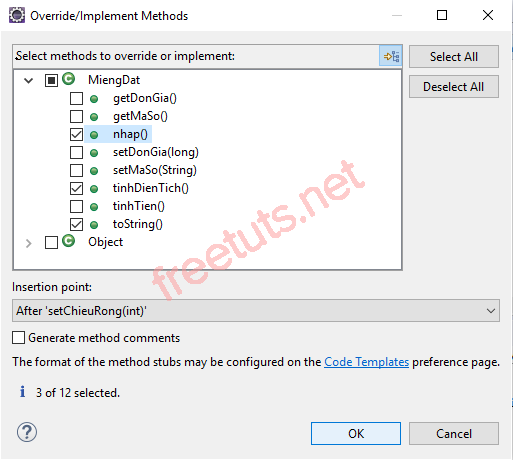 Override/Implement Methods
Select methods to override or implement:
Select All
Deselect All
MiengDat
getDonGia()
getMaSo()
nhap()
setDonGia(long)
setMaSo(String)
tinhDienTich()
tinhTien()
toString()
Object
freetuts.net
Insertion point:
After 'setChieuRong(int)'
Generate method comments
The format of the method stubs may be configured on the Code Templates preference page.
i 3 of 12 selected.
?
OK
Cancel